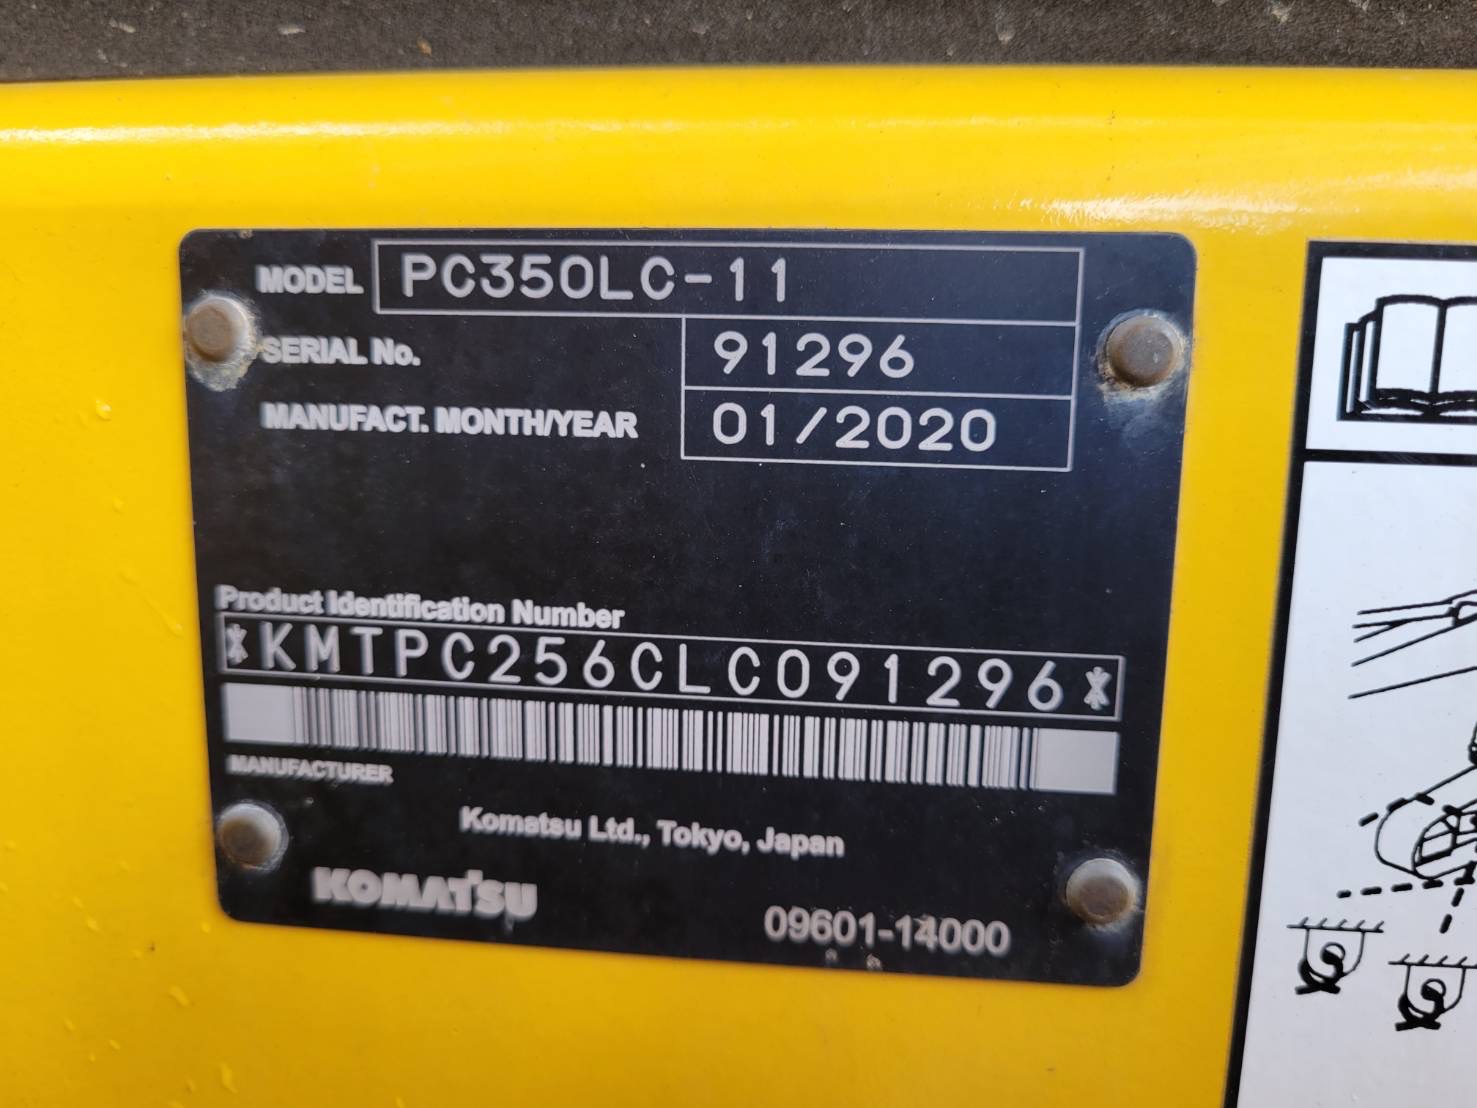 MODEL PC350LC-11
SERIAL No. 91296
MANUFACT. MONTH/YEAR 01/2020
Product Identification Number
*KMTPC256CLC091296*
MANUFACTURER
Komatsu Ltd., Tokyo, Japan
KOMATSU
09601-14000